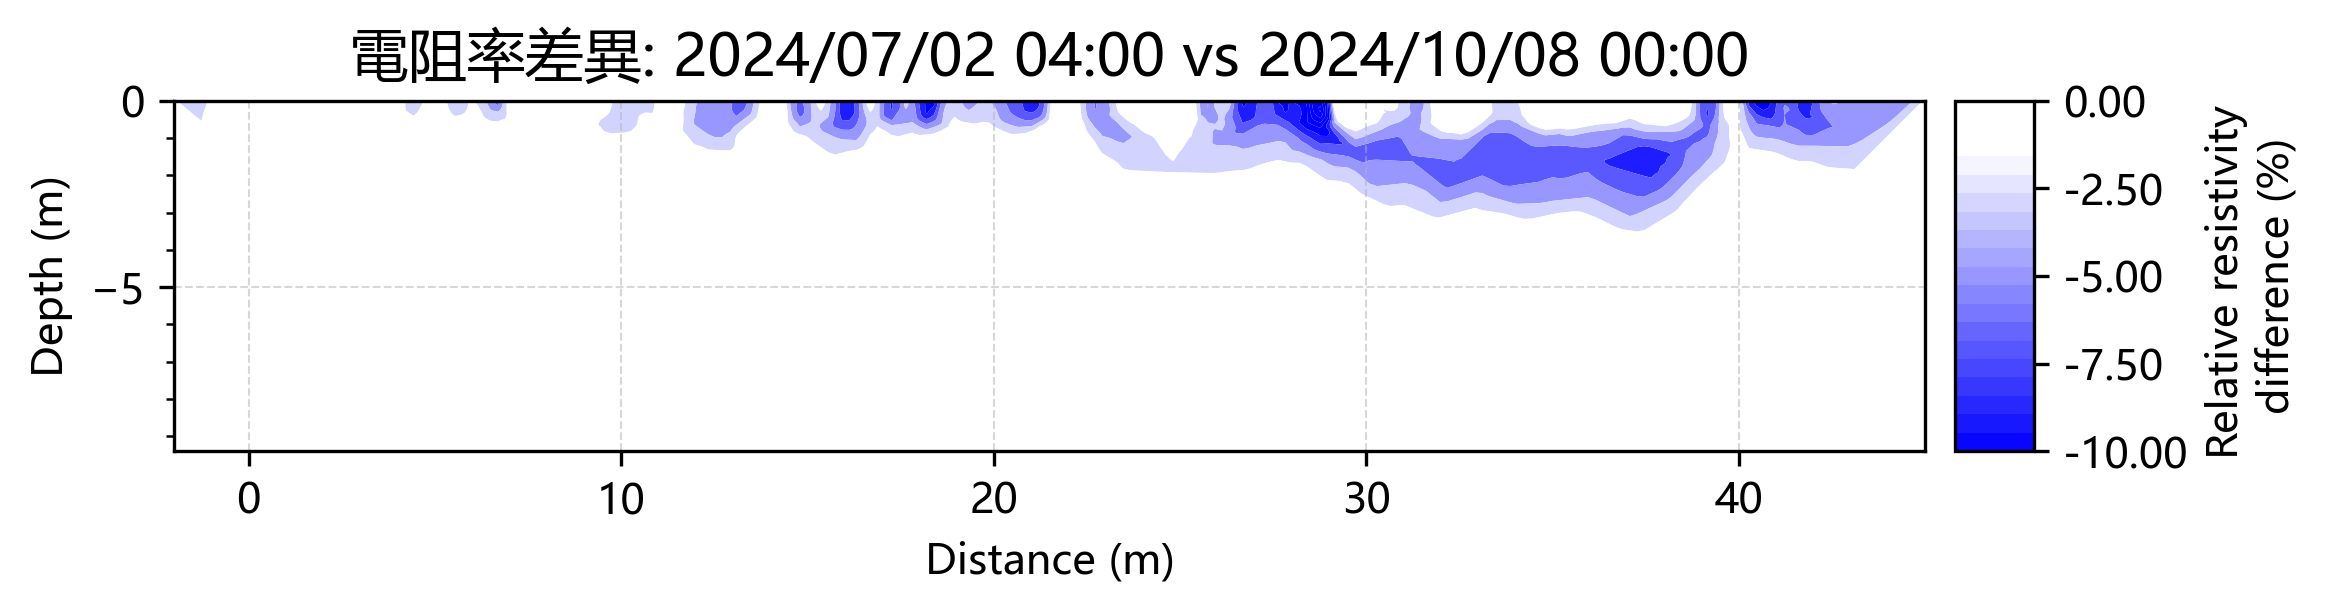 電阻率差異: 2024/07/02 04:00 vs 2024/10/08 00:00
0
−5
Depth (m)
0
10
20
30
40
Distance (m)
0.00
-2.50
-5.00
-7.50
-10.00
Relative resistivity
difference (%)